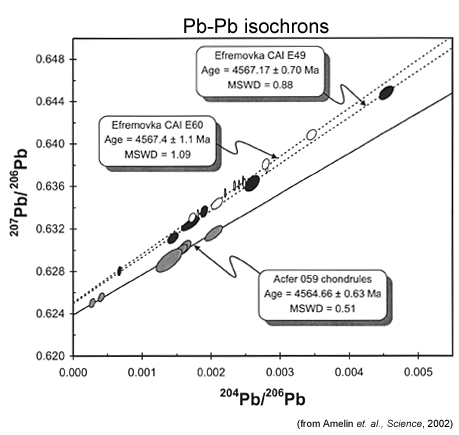 Pb-Pb isochrons
0.648
0.644
0.640
0.636
0.632
0.628
0.624
0.620
207Pb/206Pb
Efremovka CAI E49
Age = 4567.17 ± 0.70 Ma
MSWD = 0.88
Efremovka CAI E60
Age = 4567.4 ± 1.1 Ma
MSWD = 1.09
Acfer 059 chondrules
Age = 4564.66 ± 0.63 Ma
MSWD = 0.51
0.000 0.001 0.002 0.003 0.004 0.005
204Pb/206Pb
(from Amelin et. al., Science, 2002)